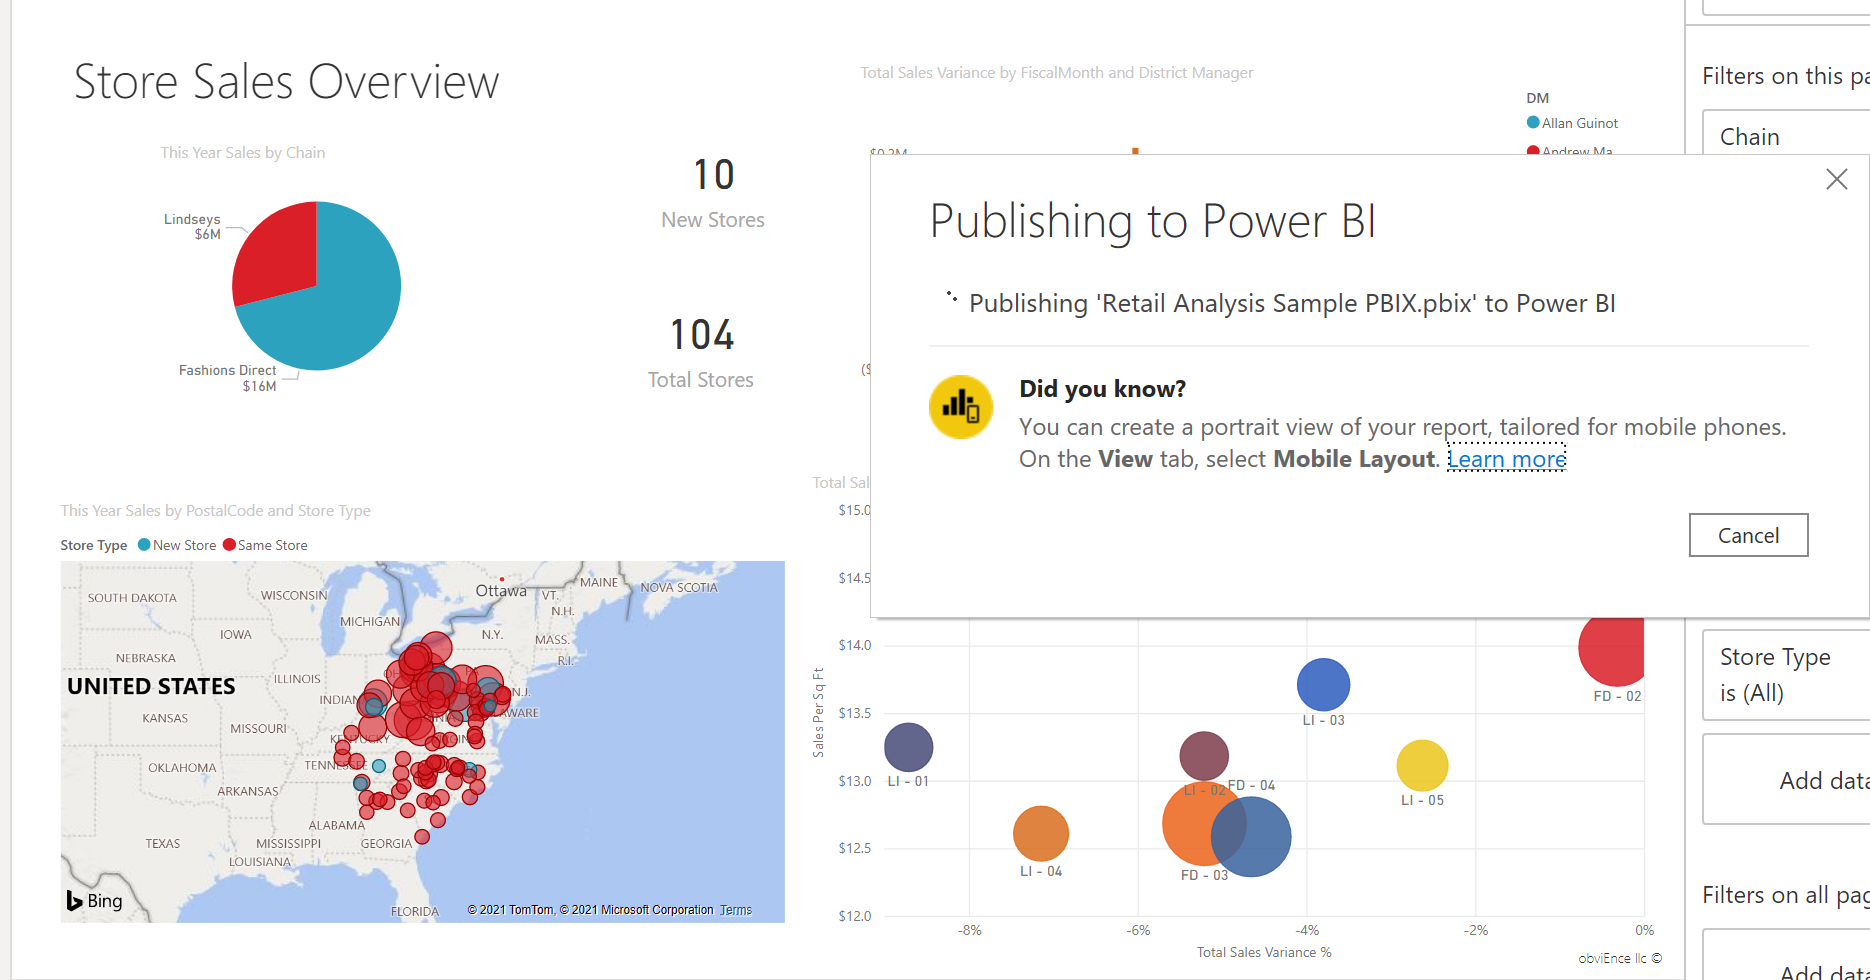 Store Sales Overview
This Year Sales by Chain
Lindseys
$6M
Fashions Direct
$16M
10
New Stores
104
Total Stores
Total Sales Variance by FiscalMonth and District Manager
DM
Allan Guinot
Andrew Ma
$0.2M
($
Filters on this pa
Chain
Publishing to Power BI
Publishing 'Retail Analysis Sample PBIX.pbix' to Power BI
Did you know?
You can create a portrait view of your report, tailored for mobile phones.
On the View tab, select Mobile Layout. Learn more
Cancel
This Year Sales by PostalCode and Store Type
Store Type New Store Same Store
SOUTH DAKOTA
WISCONSIN
Ottawa
MAINE
NOVA SCOTIA
VT.
N.H.
MICHIGAN
IOWA
N.Y.
MASS.
R.I.
NEBRASKA
UNITED STATES
ILLINOIS
INDIAN
OH
N.J.
AWARE
KANSAS
MISSOURI
KENTUCKY
OKLAHOMA
TENNESSEE
ARKANSAS
ALABAMA
TEXAS
MISSISSIPPI
GEORGIA
LOUISIANA
FLORIDA
Bing
© 2021 TomTom, © 2021 Microsoft Corporation Terms
Total Sal
$15.0
$14.5
$14.0
$13.5
$13.0
$12.5
$12.0
Sales Per Sq Ft
FD - 02
LI - 03
LI - 01
LI - 02
FD - 04
LI - 05
LI - 04
FD - 03
-8%
-6%
-4%
-2%
0%
Total Sales Variance %
obviEnce llc ©
Store Type
is (All)
Add data
Filters on all pag
Add data